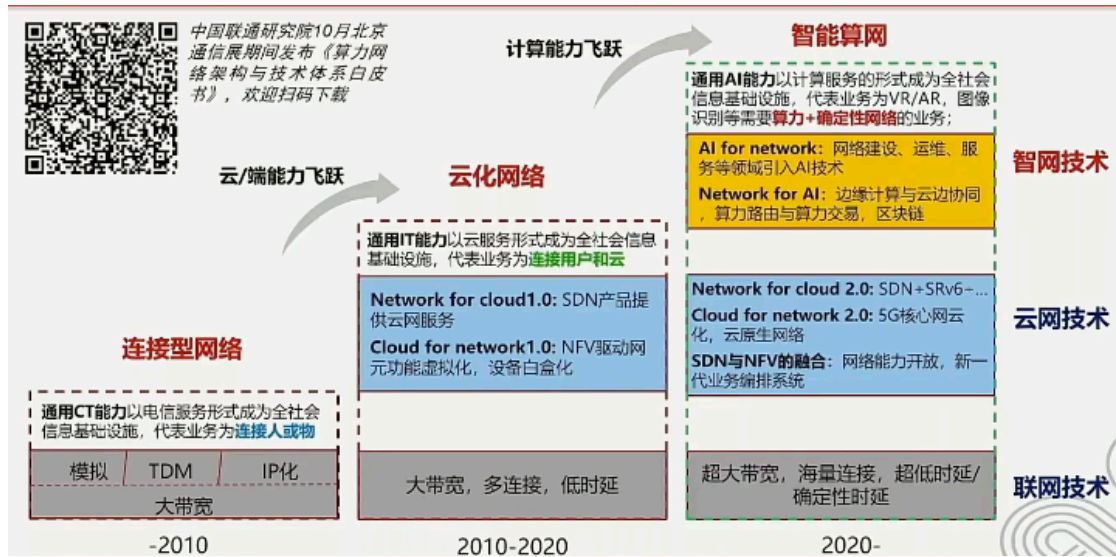 中国联通研究院10月北京
通信展期间发布《算力网
络架构与技术体系白皮
书》，欢迎扫码下载
计算能力飞跃
智能算网
通用AI能力以计算服务的形式成为全社会
信息基础设施，代表业务为VR/AR，图像
识别等需要算力+确定性网络的业务；
AI for network：网络建设、运维、服
务等领域引入AI技术
Network for AI：边缘计算与云边协同
，算力路由与算力交易，区块链
智网技术
云/端能力飞跃
云化网络
通用IT能力以云服务形式成为全社会信息
基础设施，代表业务为连接用户和云
Network for cloud1.0: SDN产品提
供云网服务
Cloud for network1.0: NFV驱动网
元功能虚拟化，设备白盒化
Network for cloud 2.0: SDN+SRv6+...
Cloud for network 2.0: 5G核心网云
化，云原生网络
SDN与NFV的融合：网络能力开放，新一
代业务编排系统
云网技术
连接型网络
通用CT能力以电信服务形式成为全社会
信息基础设施，代表业务为连接人或物
模拟 TDM IP化
大带宽
大带宽，多连接，低时延
超大带宽，海量连接，超低时延/
确定性时延
联网技术
-2010
2010-2020
2020-